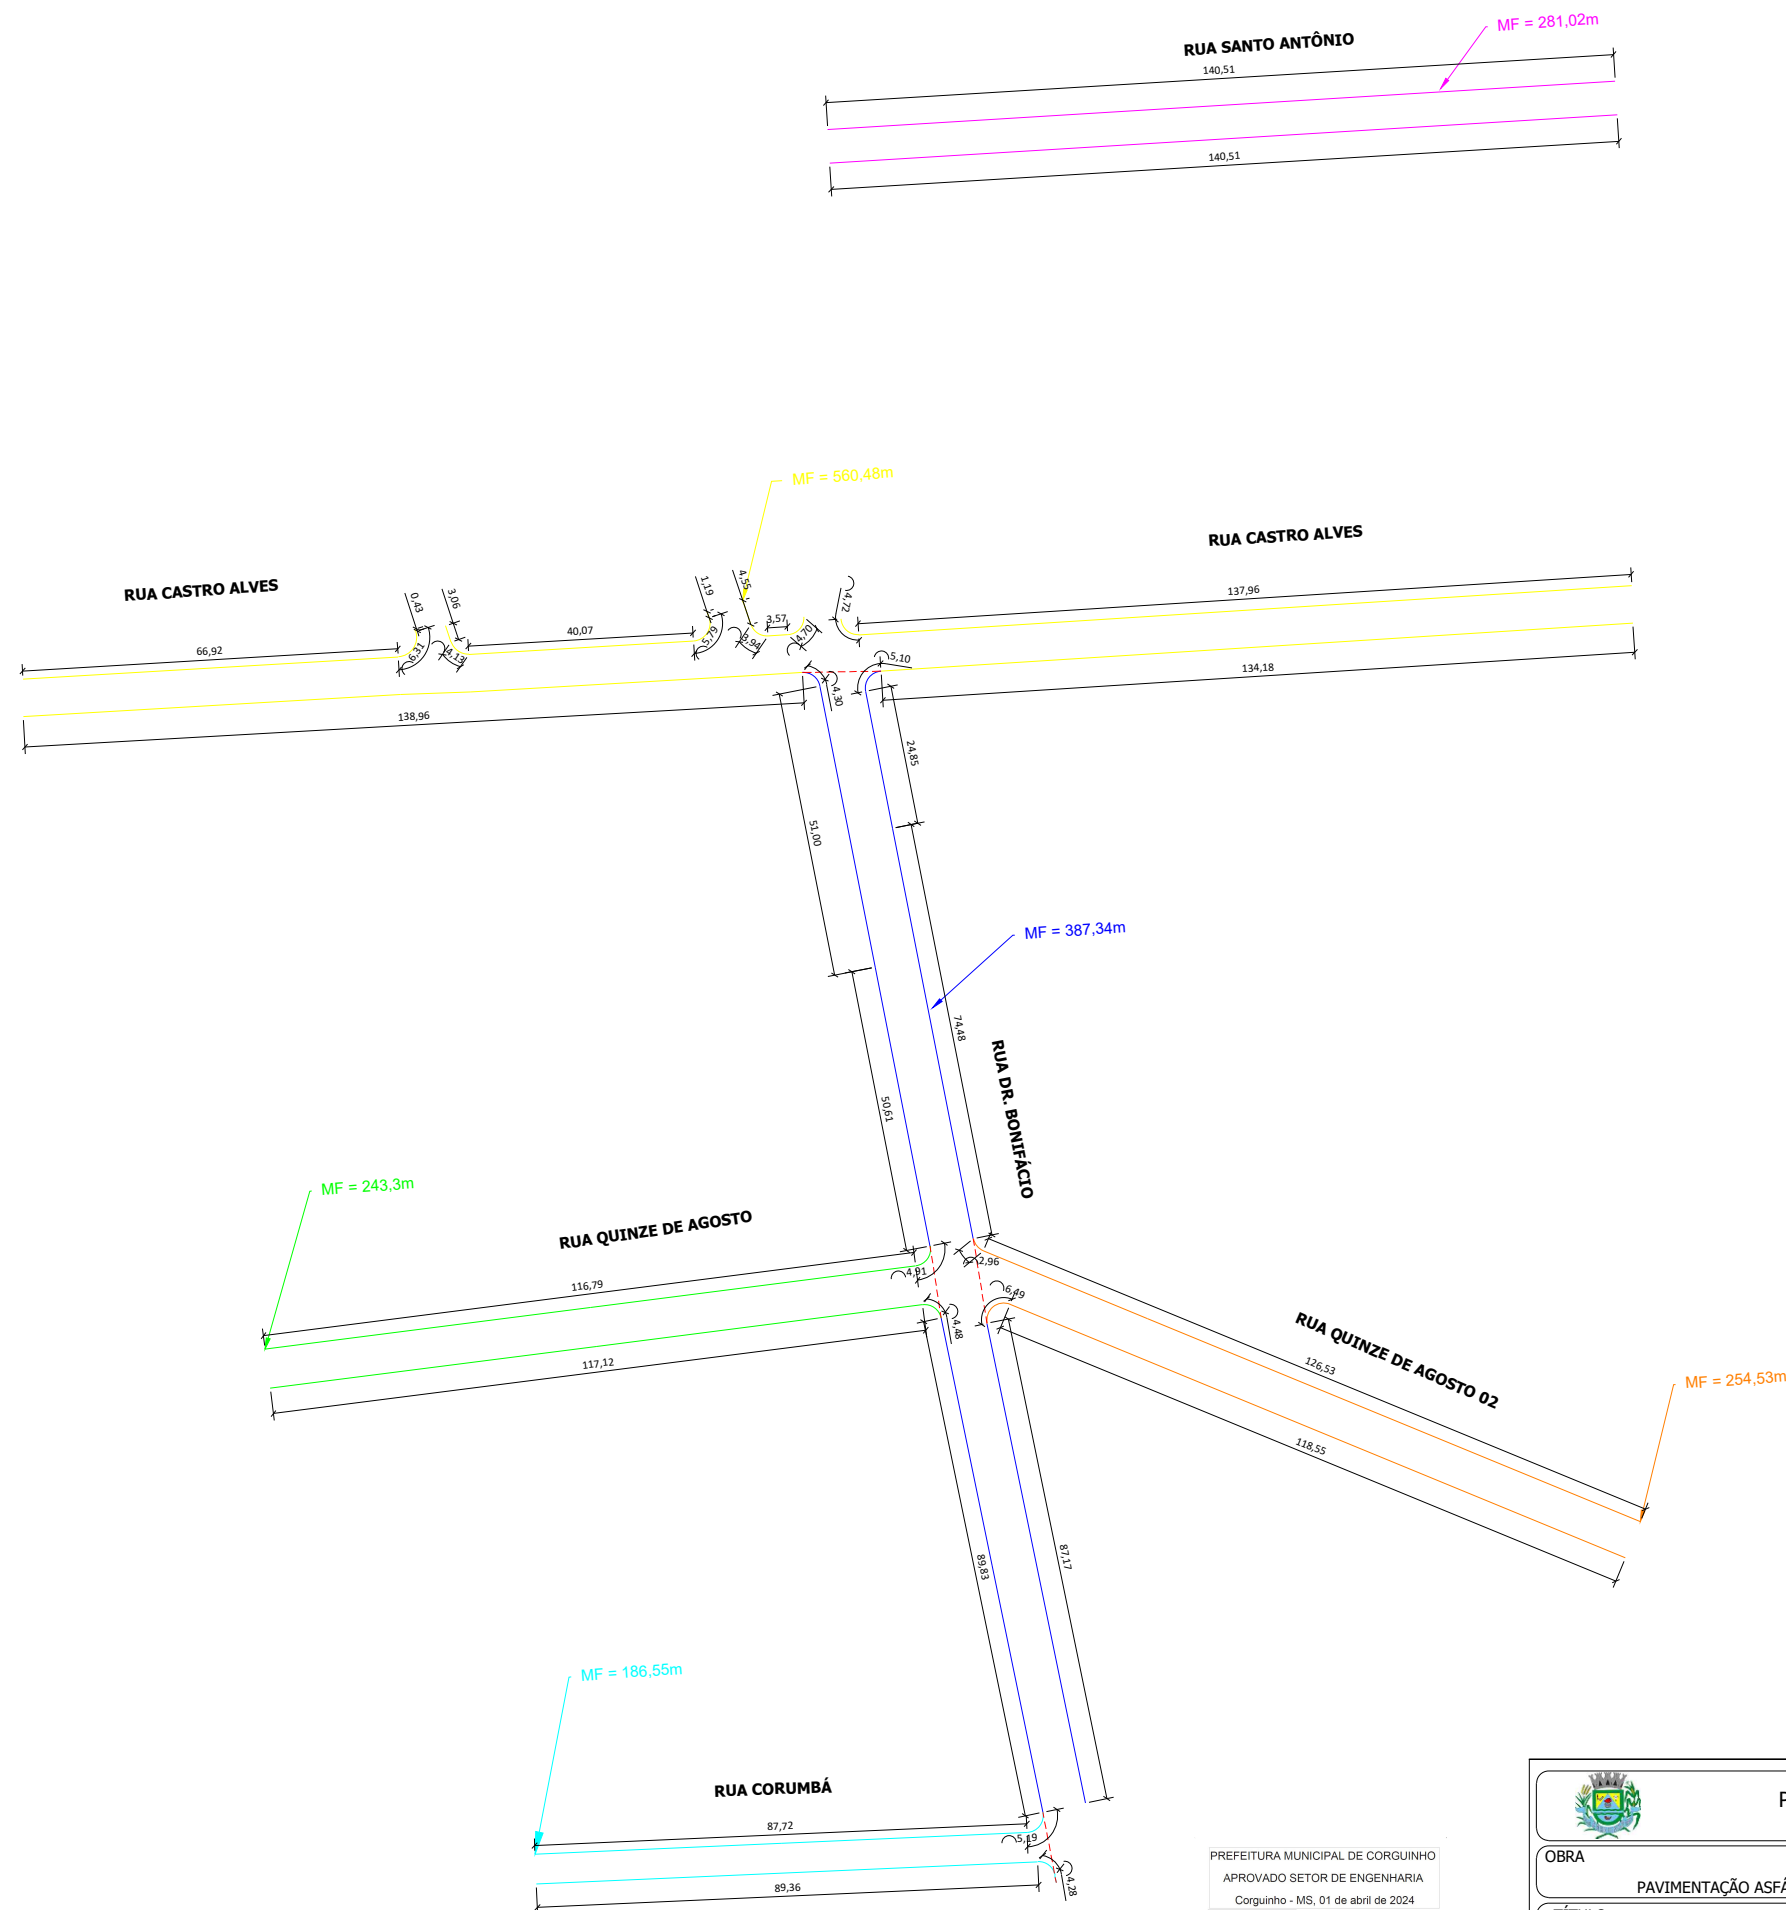 MF = 281,02m
RUA SANTO ANTÔNIO
140,51
140,51
MF = 560.48m
RUA CASTRO ALVES
RUA CASTRO ALVES
137,96
0,43
3,06
1,19
4,55
3,57
4,72
40,07
66,92
6,31
4,13
5,79
3,94
4,70
5,10
4,30
134,18
138,96
24,85
51,00
MF = 387,34m
74,48
RUA DR. BONIFÁCIO
50,61
MF = 243,3m
RUA QUINZE DE AGOSTO
116,79
4,91
2,96
6,49
4,48
117,12
RUA QUINZE DE AGOSTO 02
126,53
MF = 254,53m
118,55
89,83
87,17
MF = 186,55m
RUA CORUMBÁ
87,72
5,19
4,28
89,36
PREFEITURA MUNICIPAL DE CORGUINHO
APROVADO SETOR DE ENGENHARIA
Corguinho - MS, 01 de abril de 2024
P
OBRA
PAVIMENTAÇÃO ASFÁ